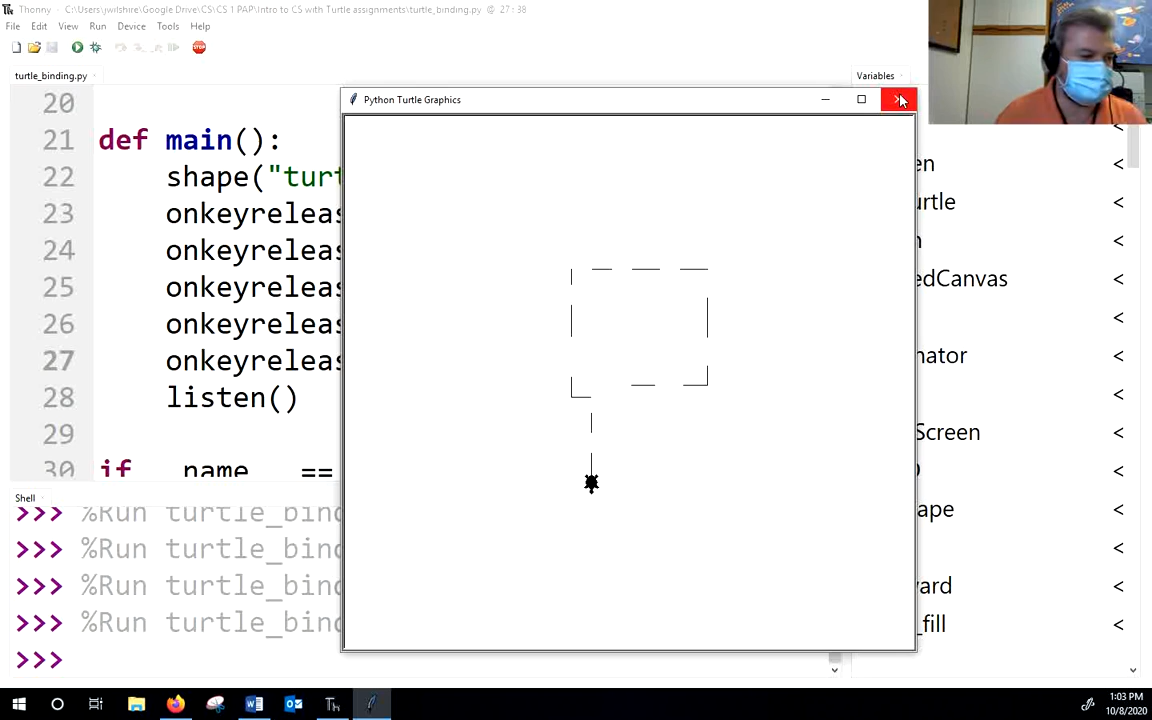 Thonny - C:\Users\jwilshire\Google Drive\CS\CS 1 PAP\Intro to CS with Turtle assignments\turtle_binding.py @ 27 : 38
File Edit View Run Device Tools Help
STOP
turtle_binding.py
Variables
Python Turtle Graphics
20
21 def main():
22 shape("turt
23 onkeyreleas
24 onkeyreleas
25 onkeyreleas
26 onkeyreleas
27 onkeyreleas
28 listen()
29
30 if name ==
<
en <
urtle <
n <
edCanvas <
<
nator <
<
Screen <
<
ape <
<
ward <
_fill <
Shell
>>> %Run turtle_bind
>>> %Run turtle_bind
>>> %Run turtle_bind
>>> %Run turtle_bind
>>>
Th
1:03 PM
10/8/2020